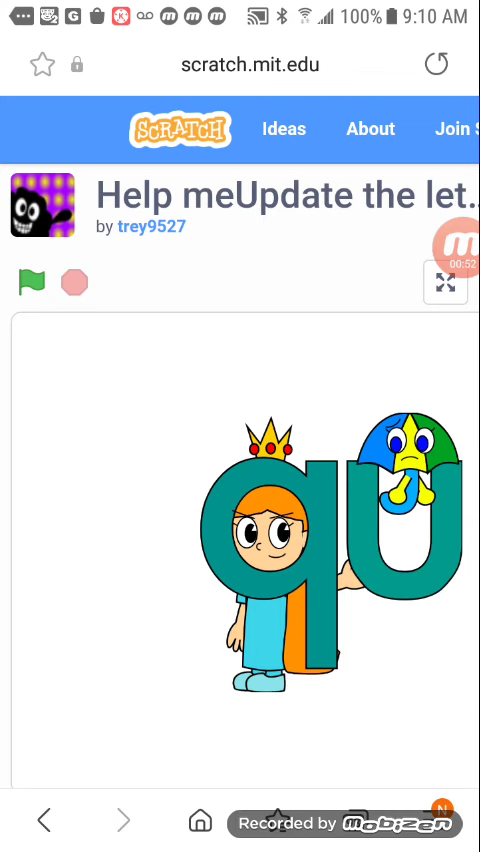 G K m m m 100% 9:10 AM
scratch.mit.edu
SCRATCH Ideas About Join S
Help meUpdate the let...
by trey9527
m
00:52
qu
N
Recorded by mobizen